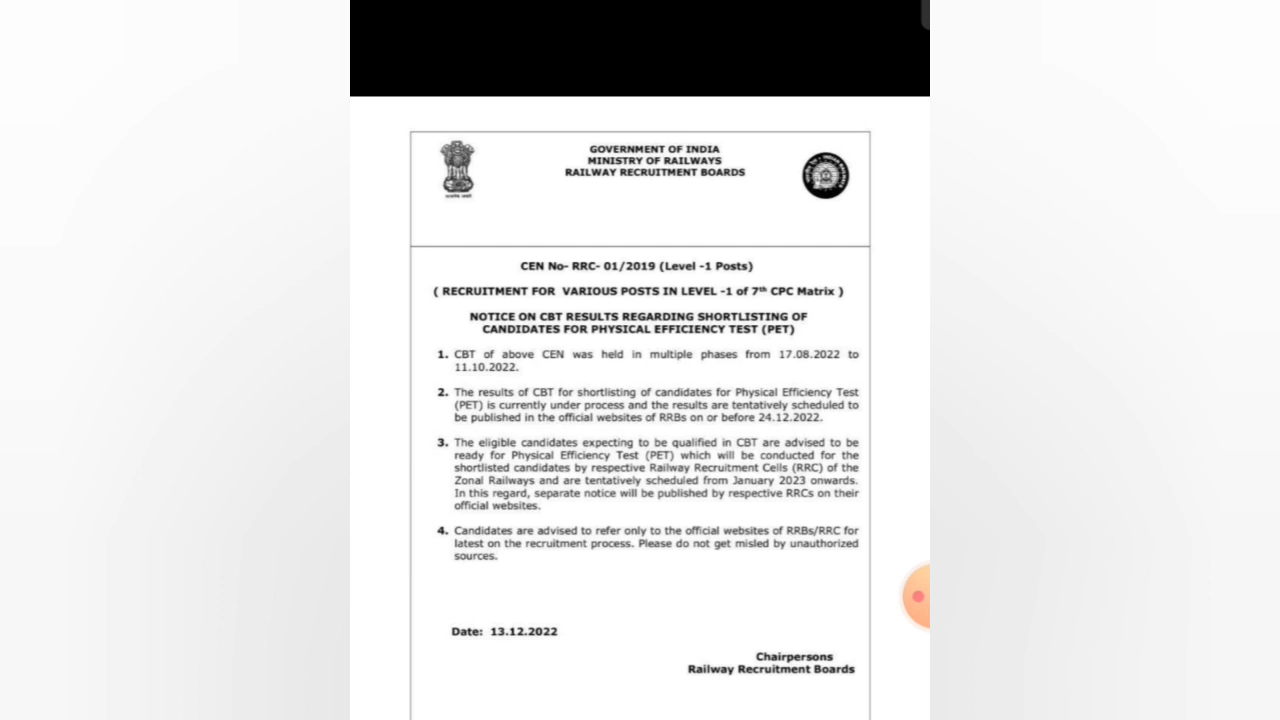 GOVERNMENT OF INDIA
MINISTRY OF RAILWAYS
RAILWAY RECRUITMENT BOARDS
CEN No- RRC- 01/2019 (Level -1 Posts)
( RECRUITMENT FOR VARIOUS POSTS IN LEVEL -1 of 7th CPC Matrix )
NOTICE ON CBT RESULTS REGARDING SHORTLISTING OF
CANDIDATES FOR PHYSICAL EFFICIENCY TEST (PET)
1. CBT of above CEN was held in multiple phases from 17.08.2022 to
11.10.2022.
2. The results of CBT for shortlisting of candidates for Physical Efficiency Test
(PET) is currently under process and the results are tentatively scheduled to
be published in the official websites of RRBs on or before 24.12.2022.
3. The eligible candidates expecting to be qualified in CBT are advised to be
ready for Physical Efficiency Test (PET) which will be conducted for the
shortlisted candidates by respective Railway Recruitment Cells (RRC) of the
Zonal Railways and are tentatively scheduled from January 2023 onwards.
In this regard, separate notice will be published by respective RRCs on their
official websites.
4. Candidates are advised to refer only to the official websites of RRBs/RRC for
latest on the recruitment process. Please do not get misled by unauthorized
sources.
Date: 13.12.2022
Chairpersons
Railway Recruitment Boards